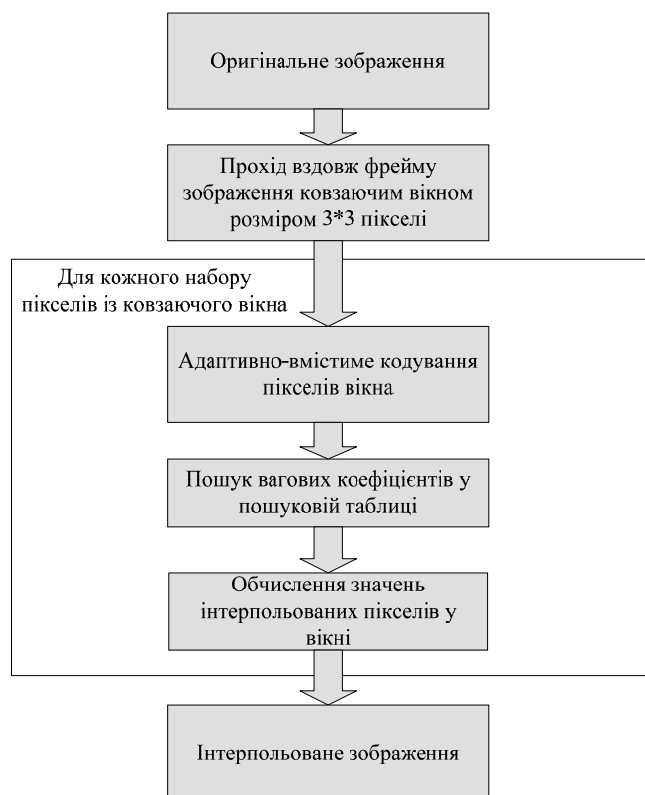 Оригінальне зображення
Прохід вздовж фрейму
зображення ковзаючим вікном
розміром 3*3 пікселі
Для кожного набору
пікселів із ковзаючого вікна
Адаптивно-вмістиме кодування
пікселів вікна
Пошук вагових коефіцієнтів у
пошуковій таблиці
Обчислення значень
інтерпольованих пікселів у
вікні
Інтерпольоване зображення